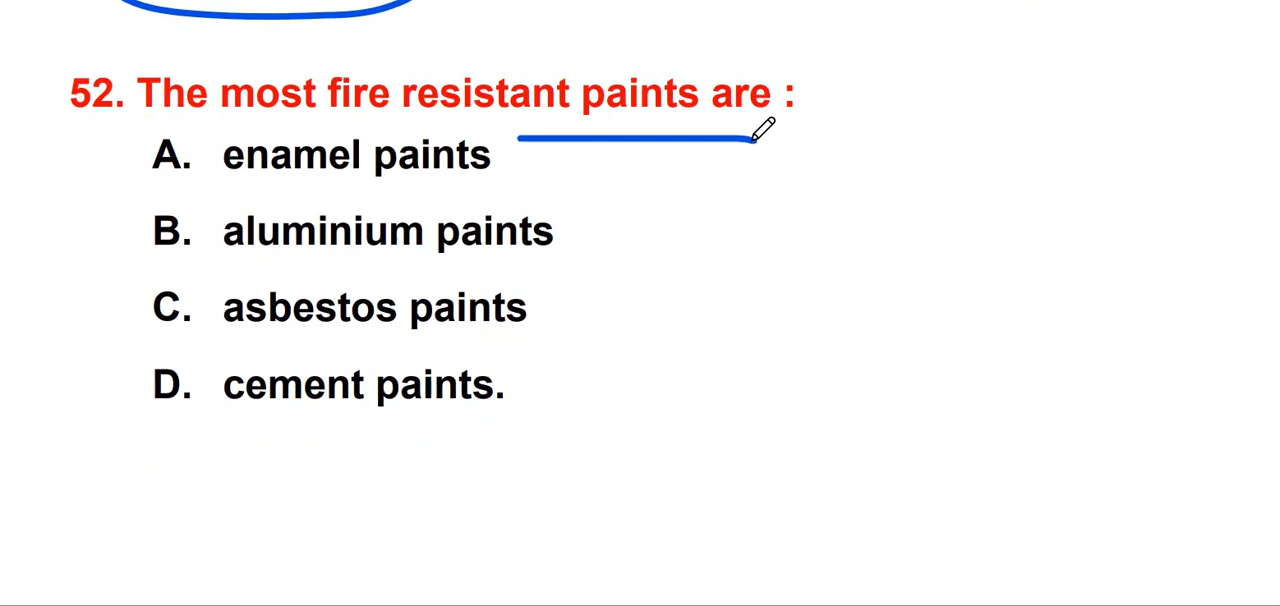 52. The most fire resistant paints are :
A. enamel paints
B. aluminium paints
C. asbestos paints
D. cement paints.